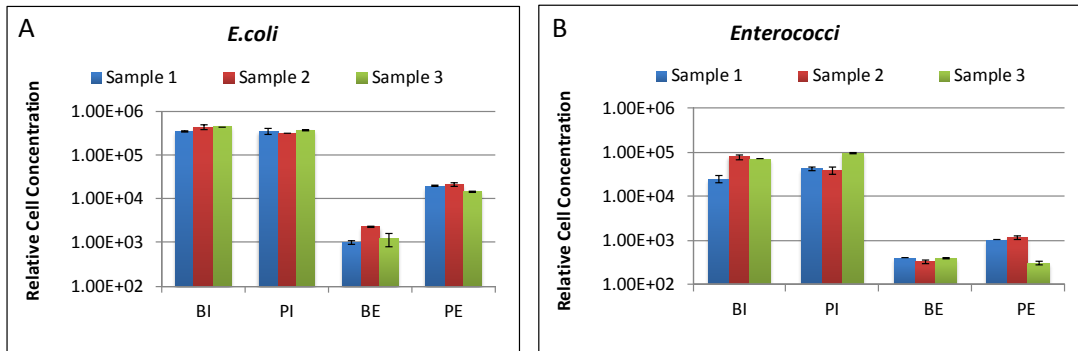 A
E.coli
Sample 1 Sample 2 Sample 3
Relative Cell Concentration
1.00E+06
1.00E+05
1.00E+04
1.00E+03
1.00E+02
BI PI BE PE
B
Enterococci
Sample 1 Sample 2 Sample 3
Relative Cell Concentration
1.00E+06
1.00E+05
1.00E+04
1.00E+03
1.00E+02
BI PI BE PE